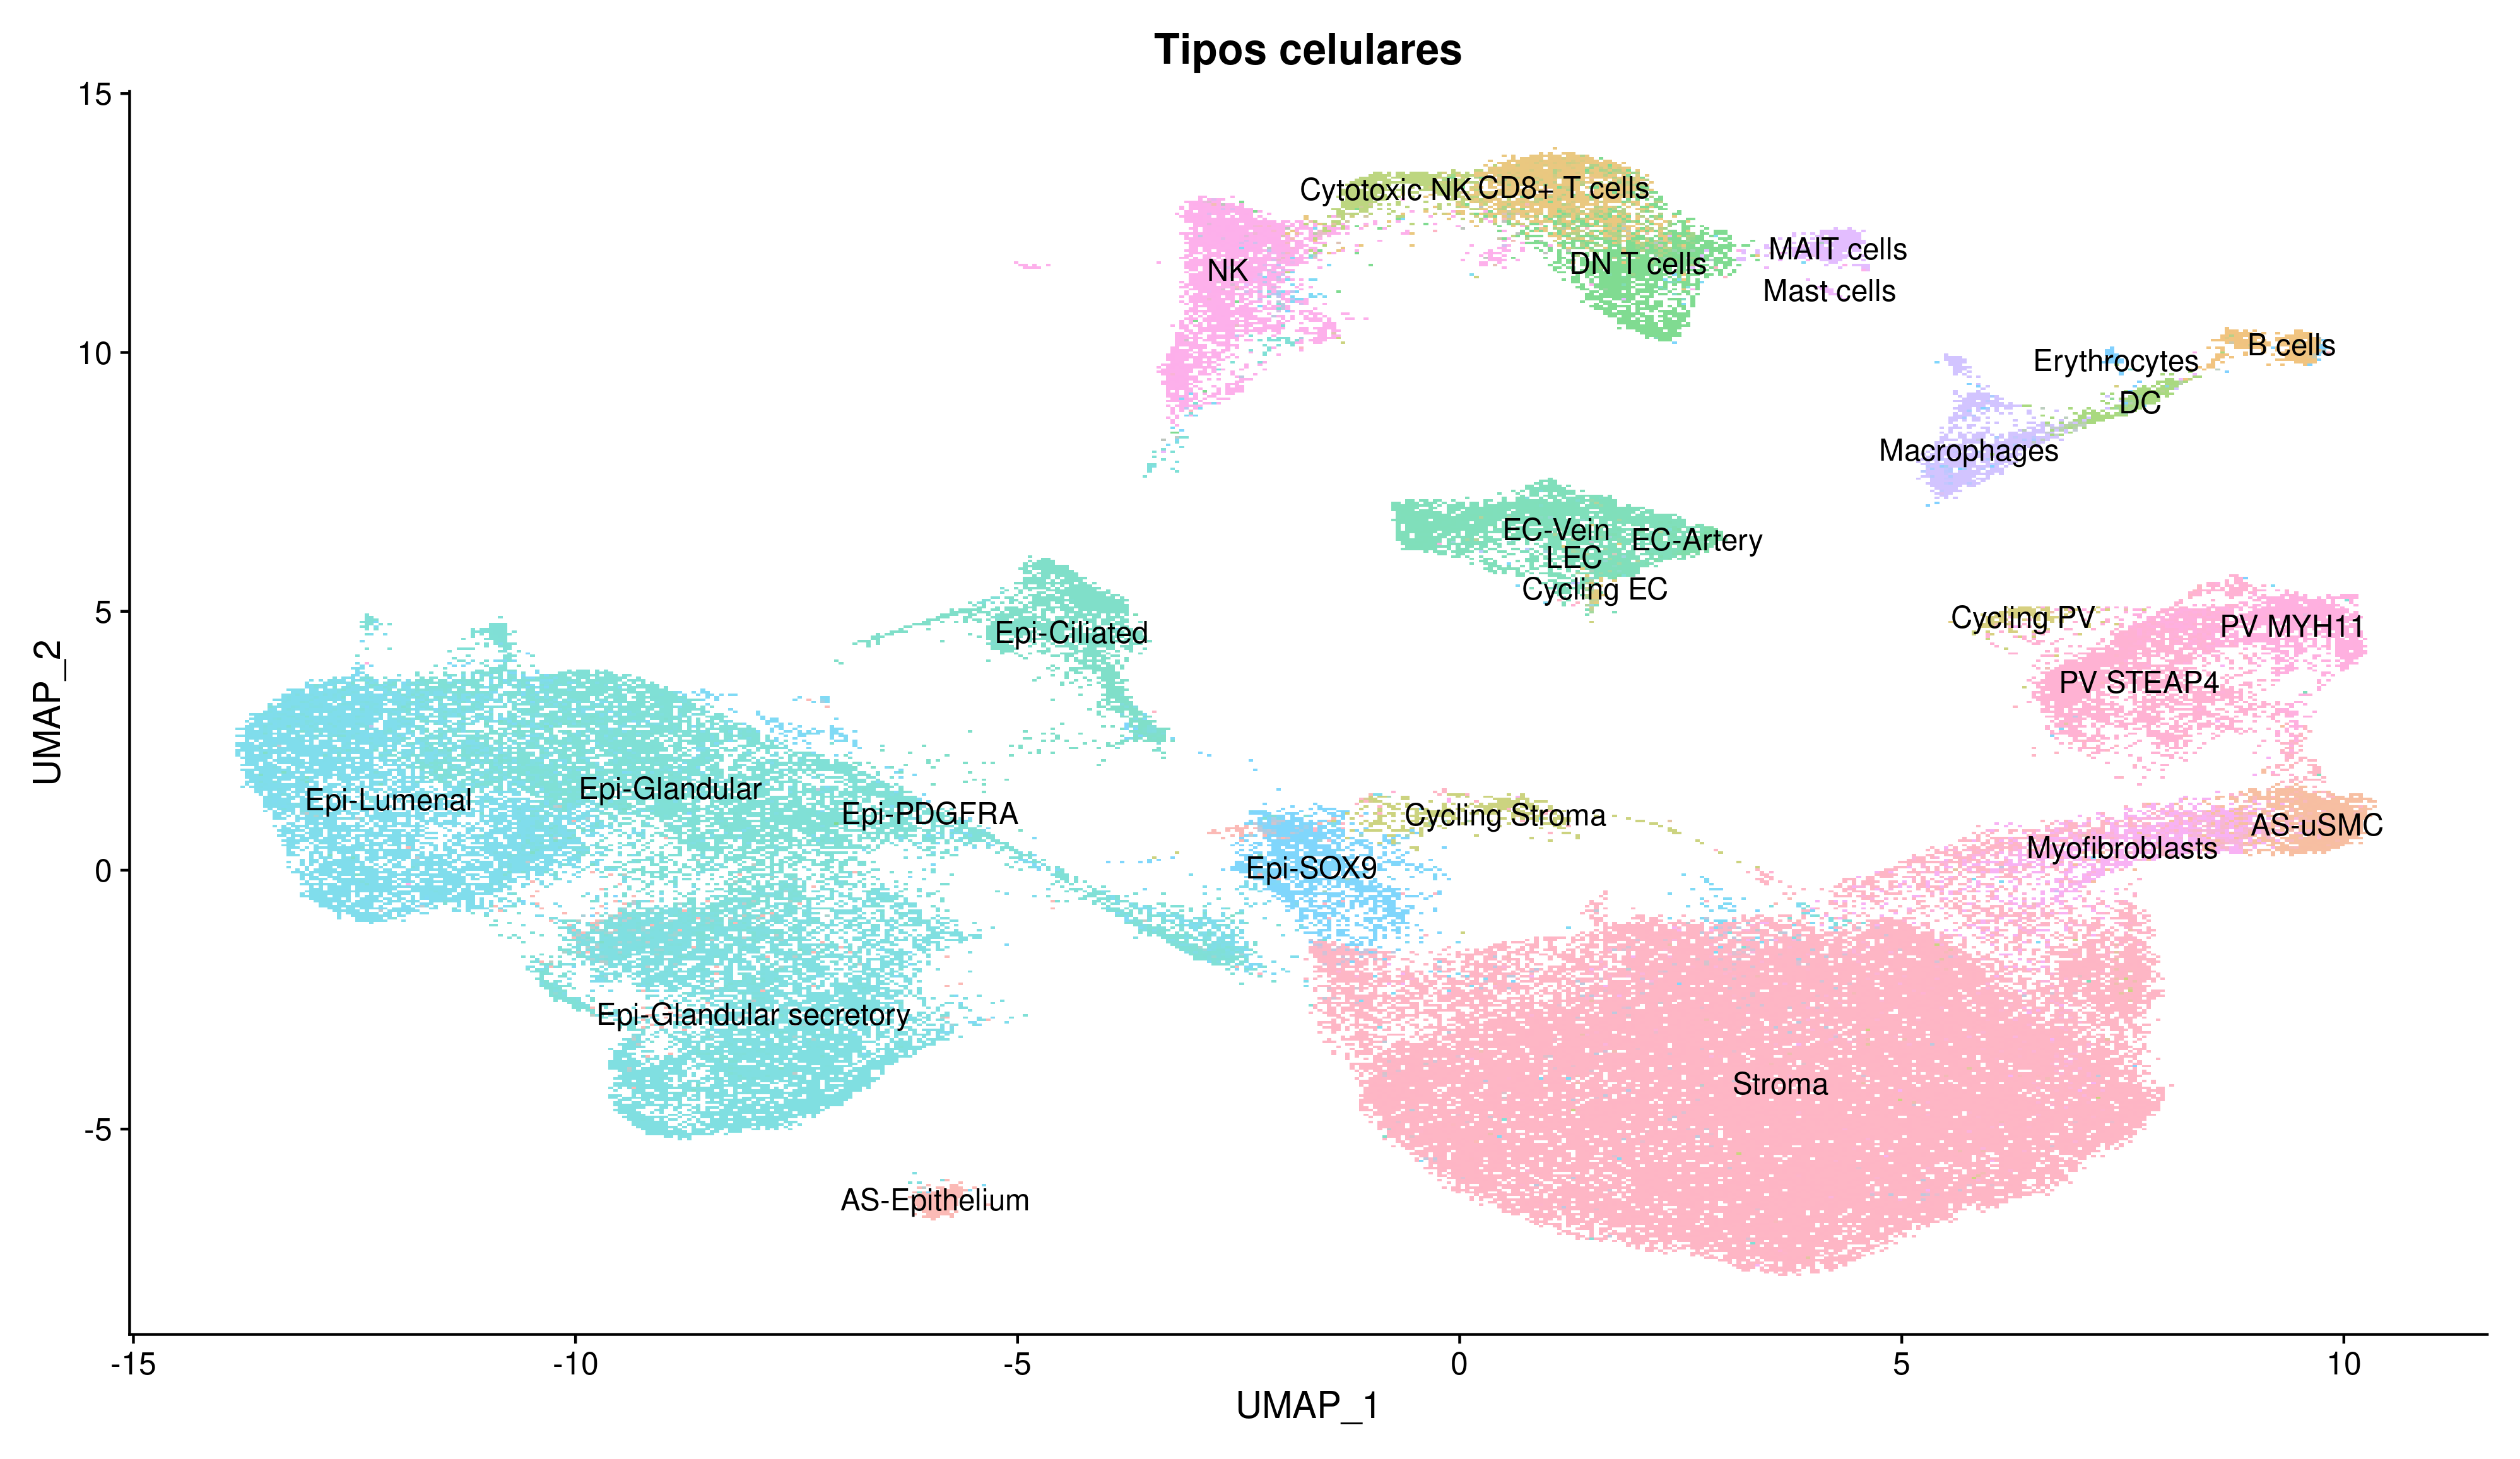 Tipos celulares
15
10
5
0
-5
UMAP_2
Cytotoxic NK
CD8+ T cells
NK
DN T cells
MAIT cells
Mast cells
B cells
Erythrocytes
DC
Macrophages
EC-Vein
EC-Artery
LEC
Cycling EC
Epi-Ciliated
Cycling PV
PV MYH11
PV STEAP4
Epi-Glandular
Epi-Lumenal
Epi-PDGFRA
Cycling Stroma
AS-uSMC
Myofibroblasts
Epi-SOX9
Epi-Glandular secretory
Stroma
AS-Epithelium
-15
-10
-5
0
5
10
UMAP_1